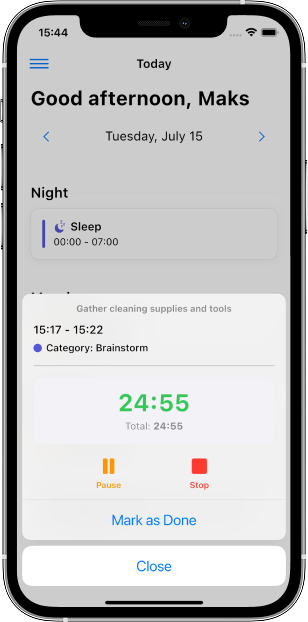 15:44
Today
Good afternoon, Maks
Tuesday, July 15
Night
Sleep
00:00 - 07:00
Gather cleaning supplies and tools
15:17 - 15:22
Category: Brainstorm
24:55
Total: 24:55
Pause
Stop
Mark as Done
Close